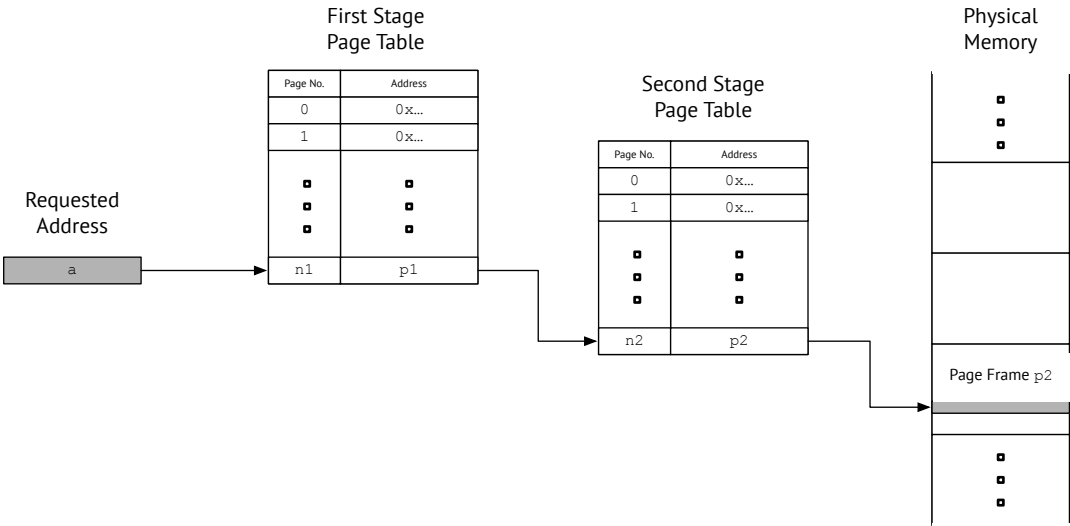 First Stage
Page Table
Physical
Memory
Second Stage
Page Table
Page No. Address
0 0x…
1 0x…
Page No. Address
0 0x…
1 0x…
Requested
Address
a
n1 p1
n2 p2
Page Frame p2